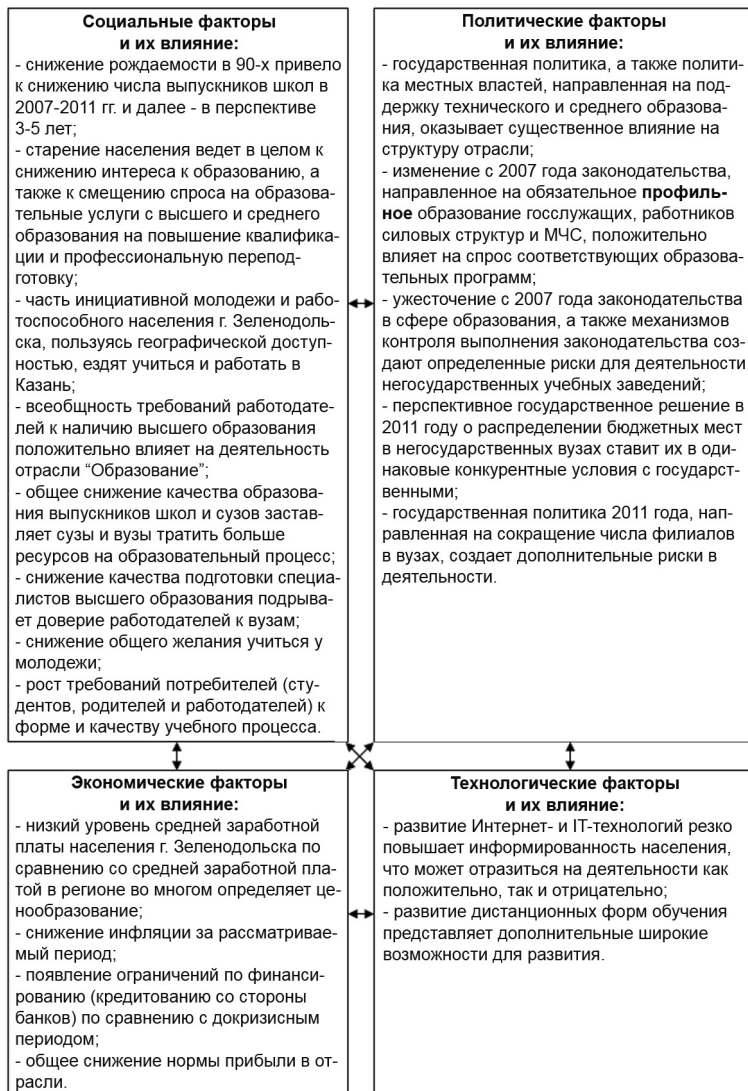 Социальные факторы
и их влияние:
- снижение рождаемости в 90-х привело
к снижению числа выпускников школ в
2007-2011 гг. и далее - в перспективе
3-5 лет;
- старение населения ведет в целом к
снижению интереса к образованию, а
также к смещению спроса на образова-
тельные услуги с высшего и среднего
образования на повышение квалифика-
ции и профессиональную перепод-
готовку;
- часть инициативной молодежи и рабо-
тоспособного населения г. Зеленодоль-
ска, пользуясь географической доступ-
ностью, ездят учиться и работать в
Казань;
- всеобщность требований работодате-
лей к наличию высшего образования
положительно влияет на деятельность
отрасли “Образование”;
- общее снижение качества образова-
ния выпускников школ и сузов застав-
ляет сузы и вузы тратить больше
ресурсов на образовательный процесс;
- снижение качества подготовки специа-
листов высшего образования подрыва-
ет доверие работодателей к вузам;
- снижение общего желания учиться у
молодежи;
- рост требований потребителей (сту-
дентов, родителей и работодателей) к
форме и качеству учебного процесса.
Политические факторы
и их влияние:
- государственная политика, а также полити-
ка местных властей, направленная на под-
держку технического и среднего образова-
ния, оказывает существенное влияние на
структуру отрасли;
- изменение с 2007 года законодательства,
направленное на обязательное профиль-
ное образование госслужащих, работников
силовых структур и МЧС, положительно
влияет на спрос соответствующих образова-
тельных программ;
- ужесточение с 2007 года законодательства
в сфере образования, а также механизмов
контроля выполнения законодательства соз-
дают определенные риски для деятельности
негосударственных учебных заведений;
- перспективное государственное решение в
2011 году о распределении бюджетных мест
в негосударственных вузах ставит их в оди-
наковые конкурентные условия с государст-
венными;
- государственная политика 2011 года, нап-
равленная на сокращение числа филиалов
в вузах, создает дополнительные риски в
деятельности.
Экономические факторы
и их влияние:
- низкий уровень средней заработной
платы населения г. Зеленодольска по
сравнению со средней заработной пла-
той в регионе во многом определяет це-
нообразование;
- снижение инфляции за рассматривае-
мый период;
- появление ограничений по финанси-
рованию (кредитованию со стороны
банков) по сравнению с докризисным
периодом;
- общее снижение нормы прибыли в от-
расли.
Технологические факторы
и их влияние:
- развитие Интернет- и IT-технологий резко
повышает информированность населения,
что может отразиться на деятельности как
положительно, так и отрицательно;
- развитие дистанционных форм обучения
представляет дополнительные широкие
возможности для развития.